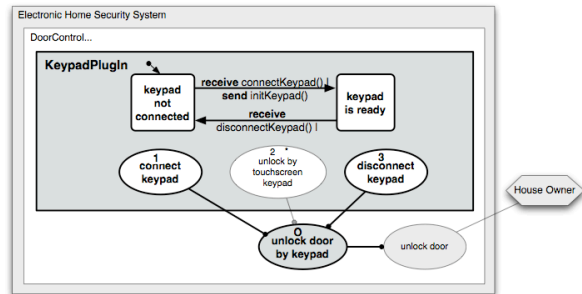 Electronic Home Security System
DoorControl...
KeypadPlugIn
receive connectKeypad() |
send initKeypad()
keypad
not
connected
keypad
is ready
receive
disconnectKeypad() |
1
connect
keypad
2
unlock by
touchscreen
keypad
3
disconnect
keypad
House Owner
0
unlock door
by keypad
unlock door